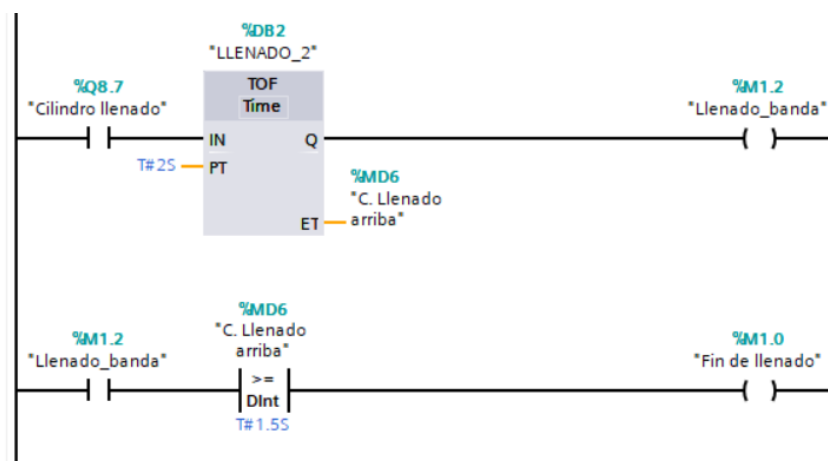 %DB2
"LLENADO_2"
%Q8.7
"Cilindro llenado"
TOF
Time
%M1.2
"Llenado_banda"
IN
Q
T#2S
PT
%MD6
"C. Llenado
arriba"
ET
%MD6
"C. Llenado
arriba"
%M1.2
"Llenado_banda"
>=
DInt
T#1.5S
%M1.0
"Fin de llenado"